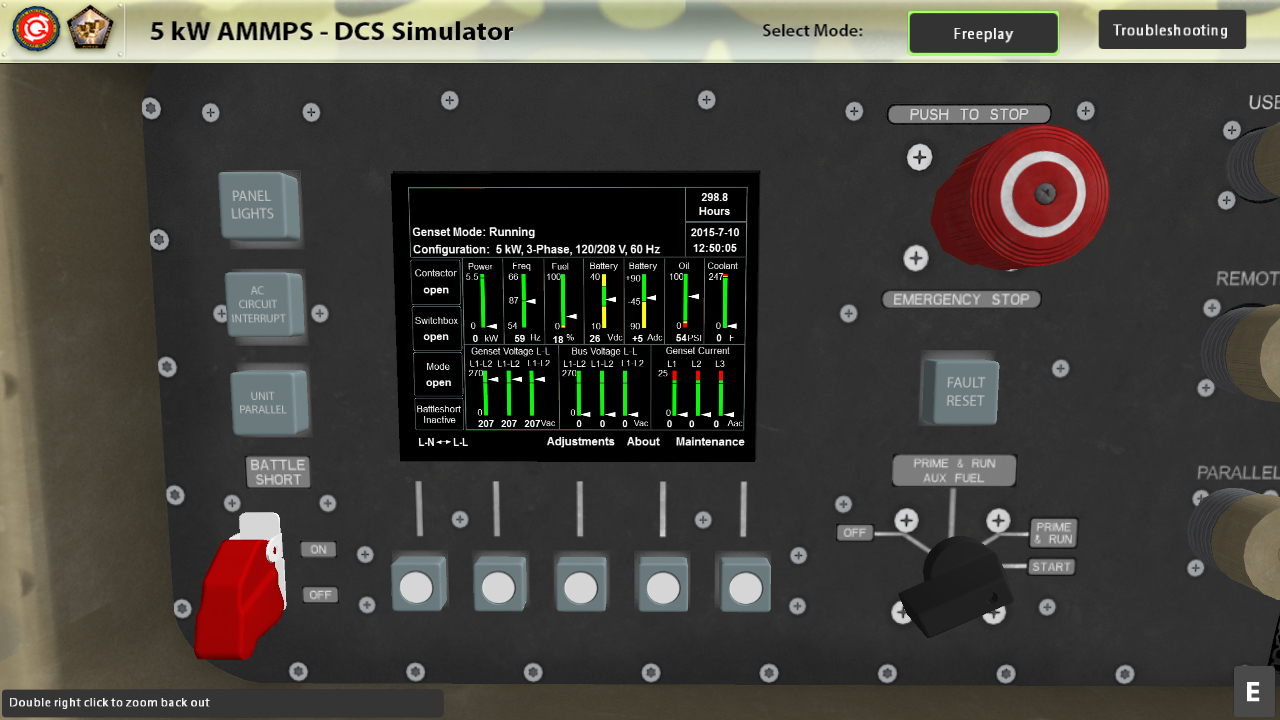 5 kW AMMPS - DCS Simulator
Select Mode:
Freeplay
Troubleshooting
PUSH TO STOP
EMERGENCY STOP
PANEL
LIGHTS
AC
CIRCUIT
INTERRUPT
UNIT
PARALLEL
BATTLE
SHORT
ON
OFF
298.8
Hours
Genset Mode: Running
2015-7-10
Configuration: 5 kW, 3-Phase, 120/208 V, 60 Hz
12:50:05
Contactor
open
Switchbox
open
Mode
open
Battleshort
Inactive
Power Freq Fuel Battery Battery Oil Coolant
5.5 66 100 40 +90 100 247
87 -45
0 54 0 10 90 0 0
0 kW 59 Hz 18 % 26 Vdc +5 Adc 54 PSI 0 F
Genset Voltage L-L Bus Voltage L-L Genset Current
L1-L2 L1-L2 L1-L2 L1-L2 L1-L2 L1-L2 L1 L2 L3
270 270 25
0 0 0
207 207 207 Vac 0 0 0 Vac 0 0 0 Aac
L-N ↔ L-L Adjustments About Maintenance
FAULT
RESET
PRIME & RUN
AUX FUEL
OFF
PRIME
& RUN
START
USE
REMOT
PARALLEL
Double right click to zoom back out
E